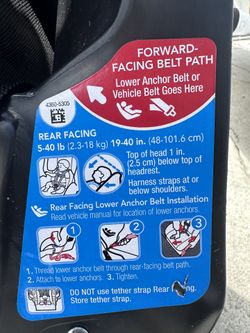 FORWARD-
FACING BELT PATH
Lower Anchor Belt or
Vehicle Belt Goes Here
4360-5305
REAR FACING
5-40 lb (2.3-18 kg) 19-40 in. (48-101.6 cm)
Top of head 1 in.
(2.5 cm) below top of
headrest.
Harness straps at or
below shoulders.
Rear Facing Lower Anchor Belt Installation
Read vehicle manual for location of lower anchors.
1 2 3
1. Thread lower anchor belt through rear-facing belt path.
2. Attach to lower anchors. 3. Tighten.
DO NOT use tether strap Rear
Store tether strap.